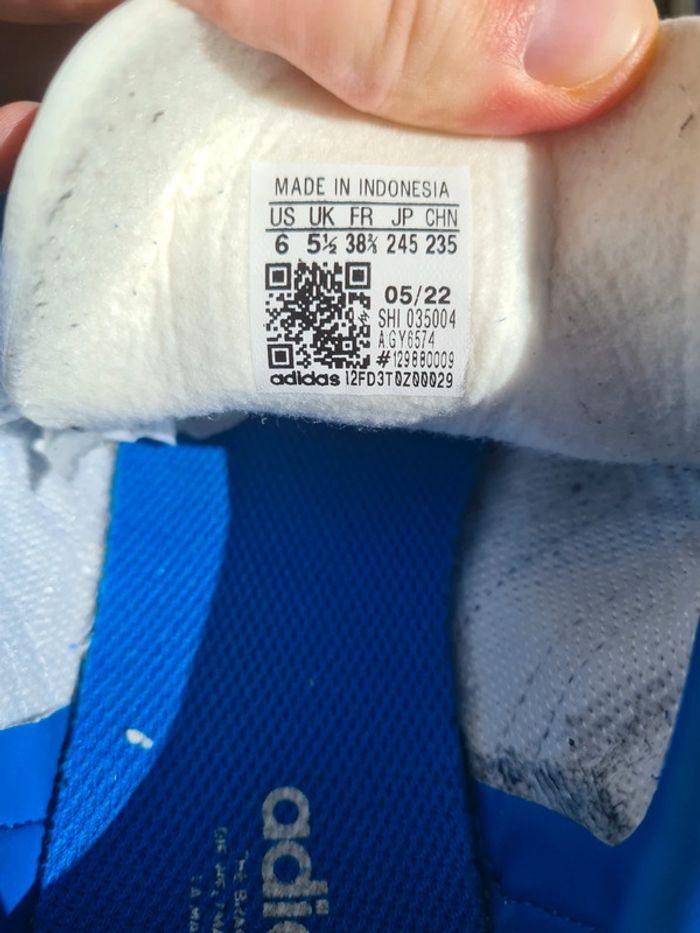 MADE IN INDONESIA
US UK FR JP CHN
6 5½ 38⅔ 245 235
05/22
SHI 035004
A:GY6574
#129880009
adidas 12FD3T0Z00029
adidas